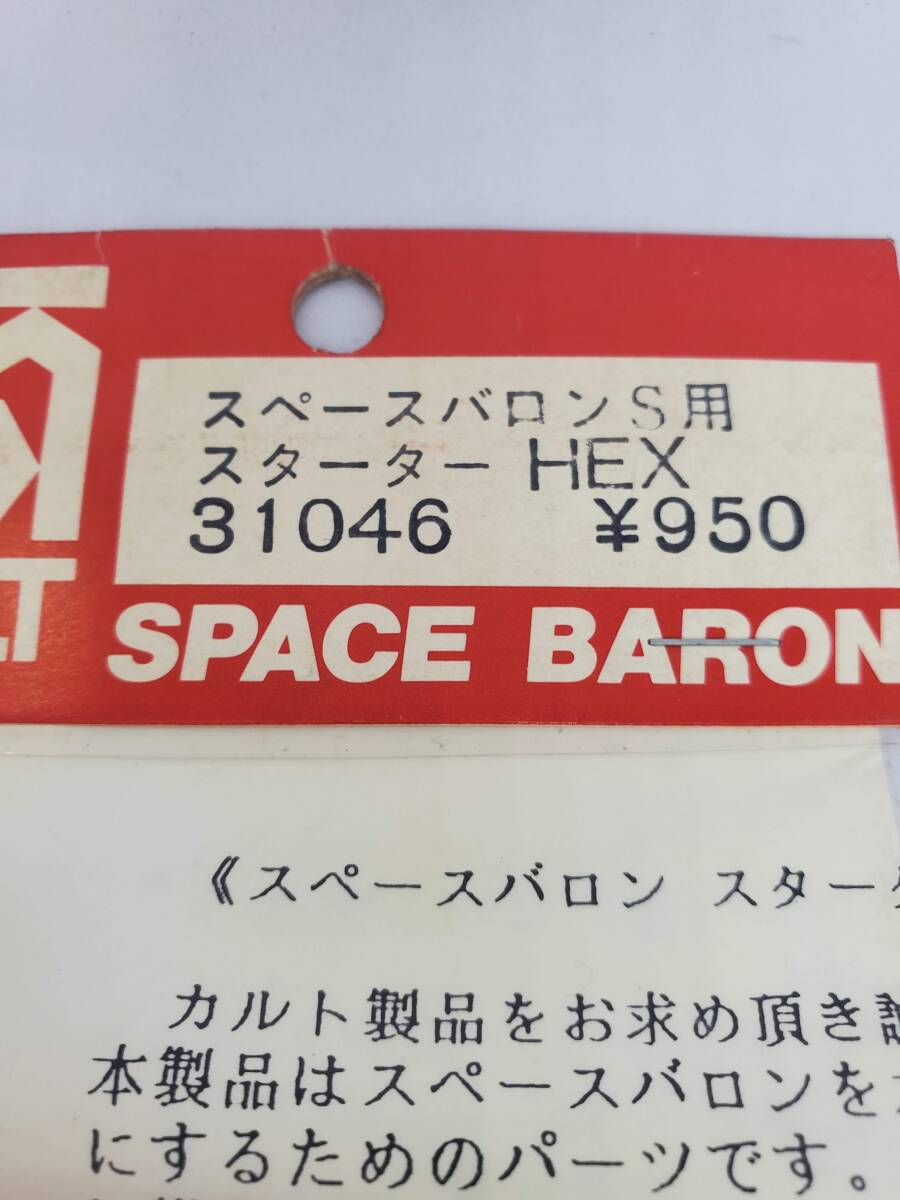 スペースバロンS用
スターター HEX
31046 ¥950
LT SPACE BARON
《スペースバロン スター
カルト製品をお求め頂き
本製品はスペースバロンを
にするためのパーツです。